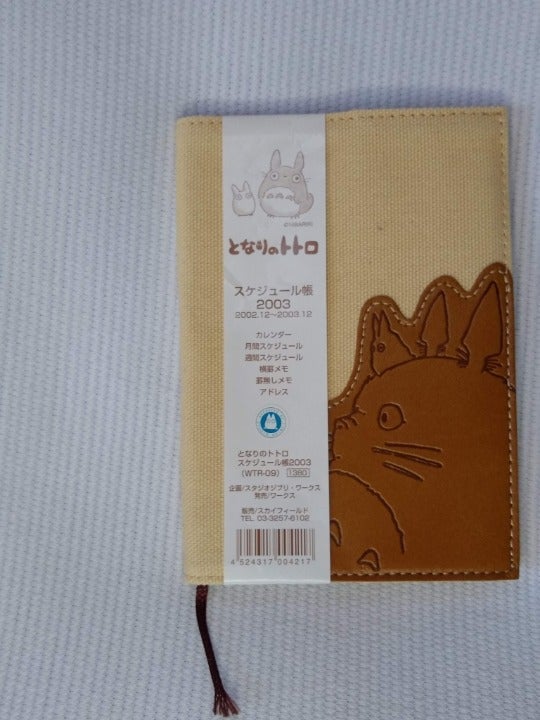 ©NIBARIKI
となりのトトロ
スケジュール帳
2003
2002.12〜2003.12
カレンダー
月間スケジュール
週間スケジュール
横罫メモ
罫無しメモ
アドレス
となりのトトロ
スケジュール帳2003
(WTR-09) 1380
企画/スタジオジブリ・ワークス
発売/ワークス
販売/スカイフィールド
TEL 03-3257-6102
4 524317 004217